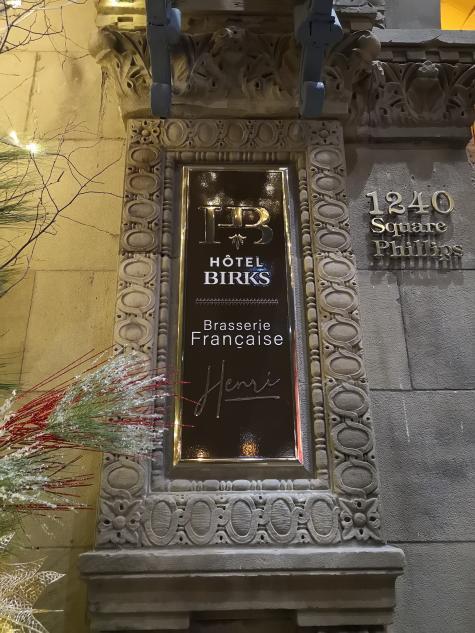 HB
HÔTEL
BIRKS
Brasserie
Française
Henri
1240
Square
Phillips